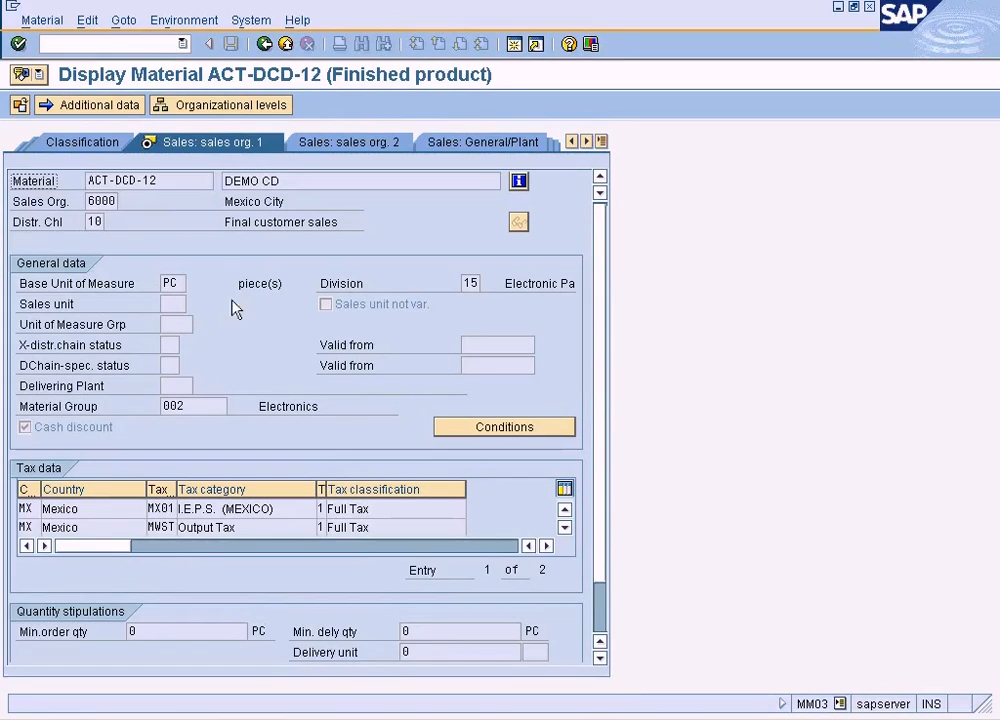 Material Edit Goto Environment System Help
SAP
Display Material ACT-DCD-12 (Finished product)
Additional data Organizational levels
Classification Sales: sales org. 1 Sales: sales org. 2 Sales: General/Plant
Material ACT-DCD-12 DEMO CD
Sales Org. 6000 Mexico City
Distr. Chl 10 Final customer sales
General data
Base Unit of Measure PC piece(s) Division 15 Electronic Pa
Sales unit Sales unit not var.
Unit of Measure Grp
X-distr.chain status Valid from
DChain-spec. status Valid from
Delivering Plant
Material Group 002 Electronics
Cash discount Conditions
Tax data
C... Country Tax... Tax category T Tax classification
MX Mexico MX01 I.E.P.S. (MEXICO) 1 Full Tax
MX Mexico MWST Output Tax 1 Full Tax
Entry 1 of 2
Quantity stipulations
Min.order qty 0 PC Min. dely qty 0 PC
Delivery unit 0
MM03 sapserver INS